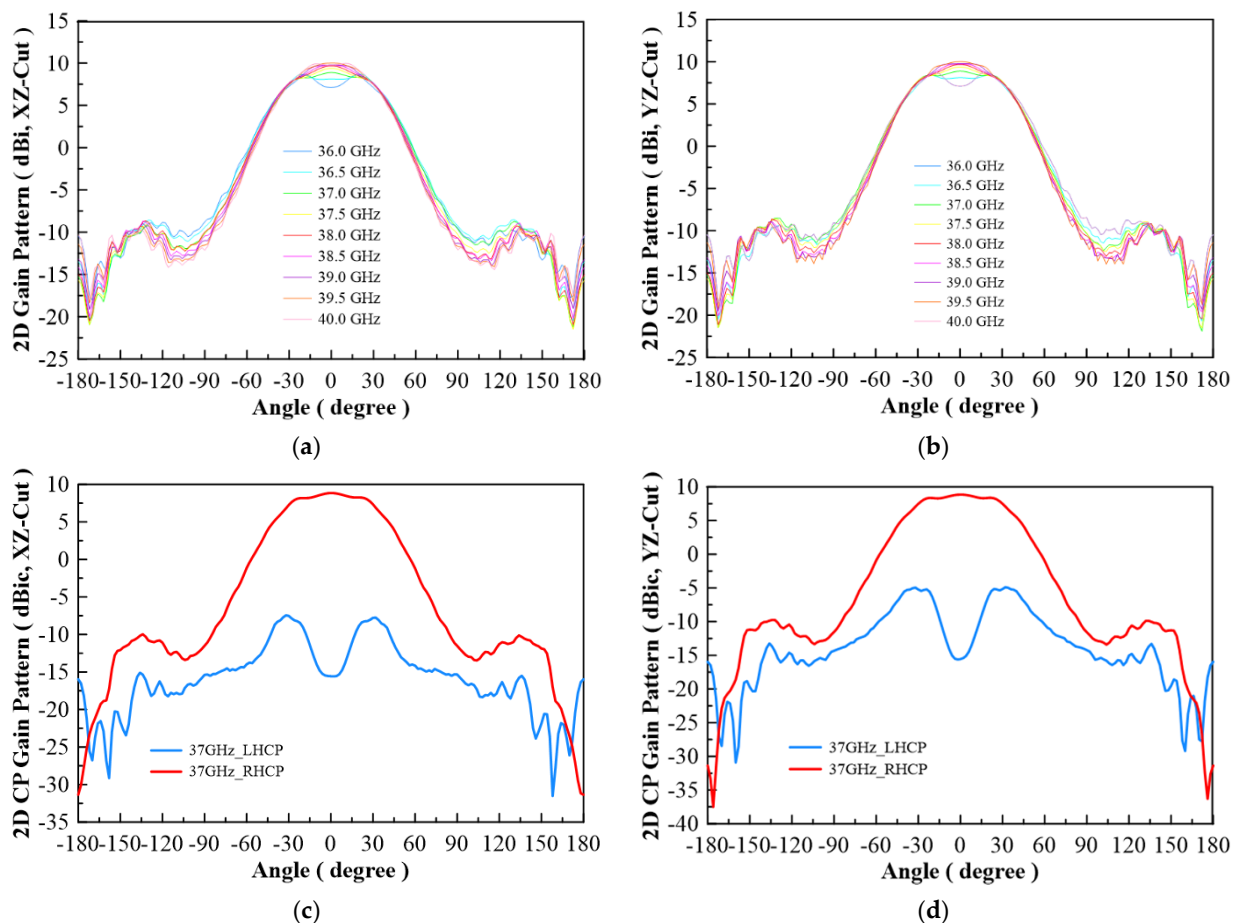 2D Gain Pattern ( dBi, XZ-Cut )
15
10
5
0
-5
-10
-15
-20
-25
36.0 GHz
36.5 GHz
37.0 GHz
37.5 GHz
38.0 GHz
38.5 GHz
39.0 GHz
39.5 GHz
40.0 GHz
-180 -150 -120 -90 -60 -30 0 30 60 90 120 150 180
Angle ( degree )
(a)
2D Gain Pattern ( dBi, YZ-Cut )
15
10
5
0
-5
-10
-15
-20
-25
36.0 GHz
36.5 GHz
37.0 GHz
37.5 GHz
38.0 GHz
38.5 GHz
39.0 GHz
39.5 GHz
40.0 GHz
-180 -150 -120 -90 -60 -30 0 30 60 90 120 150 180
Angle ( degree )
(b)
2D CP Gain Pattern ( dBic, XZ-Cut )
10
5
0
-5
-10
-15
-20
-25
-30
-35
37GHz_LHCP
37GHz_RHCP
-180 -150 -120 -90 -60 -30 0 30 60 90 120 150 180
Angle ( degree )
(c)
2D CP Gain Pattern ( dBic, YZ-Cut )
10
5
0
-5
-10
-15
-20
-25
-30
-35
-40
37GHz_LHCP
37GHz_RHCP
-180 -150 -120 -90 -60 -30 0 30 60 90 120 150 180
Angle ( degree )
(d)